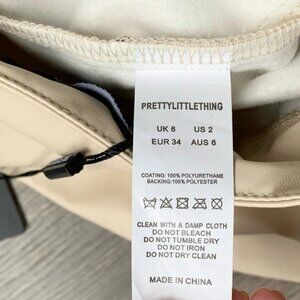 PRETTYLITTLETHING
UK 6 US 2
EUR 34 AUS 6
COATING: 100% POLYURETHANE
BACKING: 100% POLYESTER
CLEAN WITH A DAMP CLOTH
DO NOT BLEACH
DO NOT TUMBLE DRY
DO NOT IRON
DO NOT DRY CLEAN
MADE IN CHINA